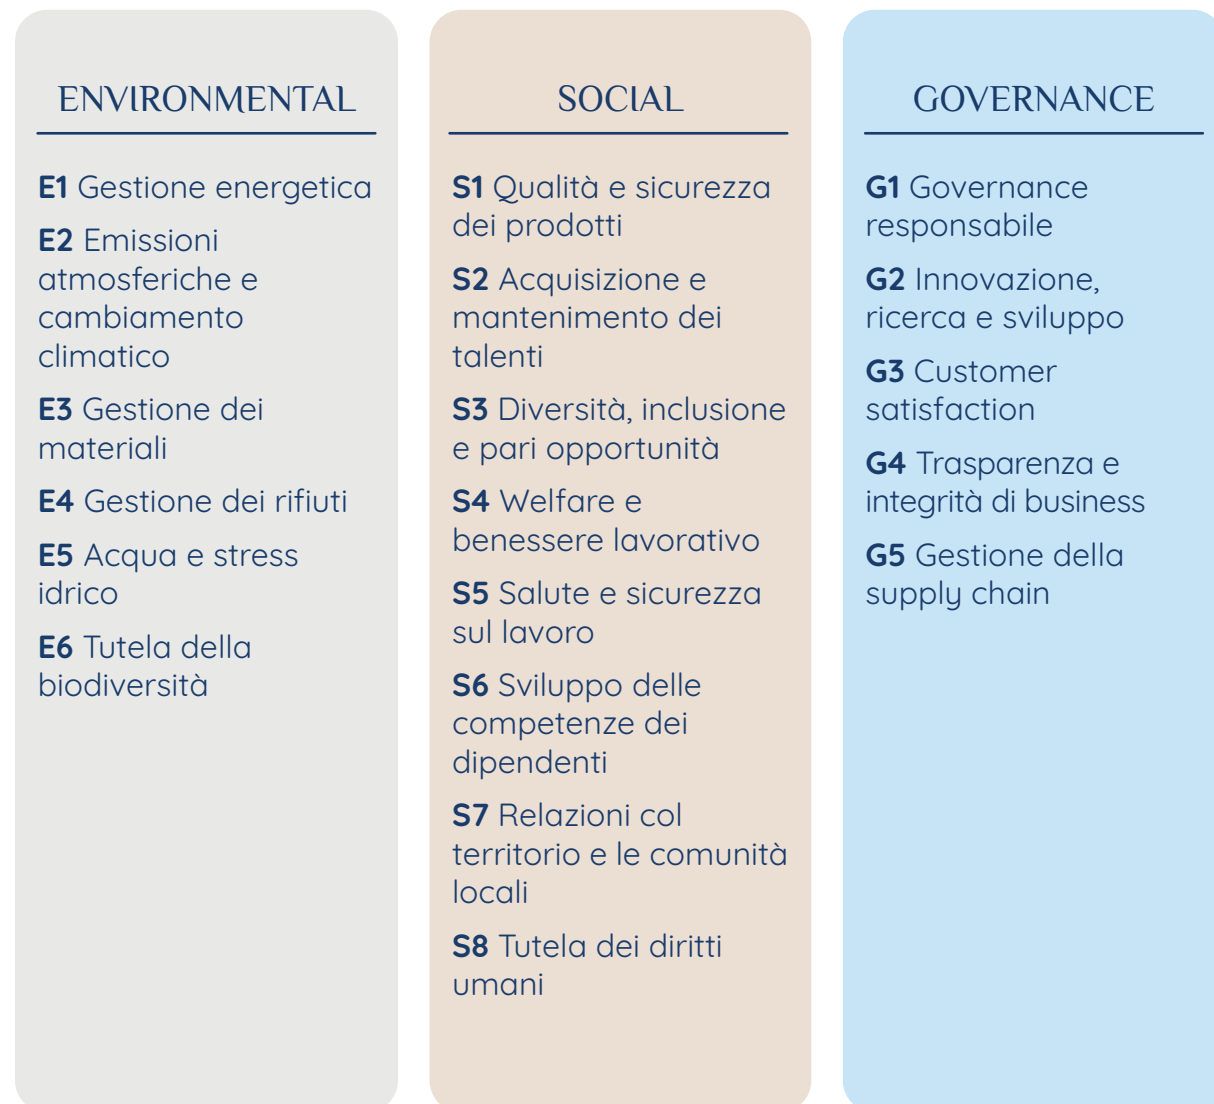 ENVIRONMENTAL
E1 Gestione energetica
E2 Emissioni
atmosferiche e
cambiamento
climatico
E3 Gestione dei
materiali
E4 Gestione dei rifiuti
E5 Acqua e stress
idrico
E6 Tutela della
biodiversità
SOCIAL
S1 Qualità e sicurezza
dei prodotti
S2 Acquisizione e
mantenimento dei
talenti
S3 Diversità, inclusione
e pari opportunità
S4 Welfare e
benessere lavorativo
S5 Salute e sicurezza
sul lavoro
S6 Sviluppo delle
competenze dei
dipendenti
S7 Relazioni col
territorio e le comunità
locali
S8 Tutela dei diritti
umani
GOVERNANCE
G1 Governance
responsabile
G2 Innovazione,
ricerca e sviluppo
G3 Customer
satisfaction
G4 Trasparenza e
integrità di business
G5 Gestione della
supply chain